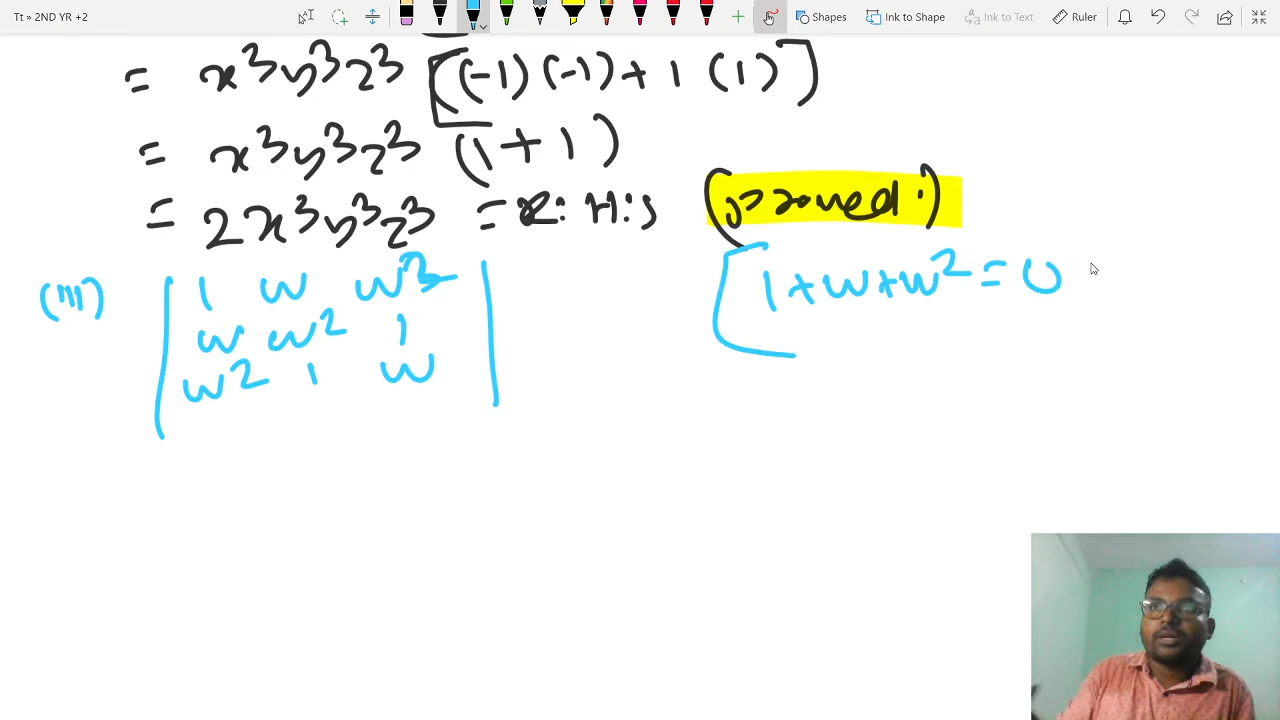 Tt » 2ND YR +2
Shapes Ink to Shape Ink to Text Ruler
= x³y³z³ [(-1)(-1)+1(1)]
= x³y³z³ (1+1)
= 2x³y³z³ = R.H.S (proved.)
(III) | 1 w w² | [1+w+w²=0
w w² 1
w² 1 w